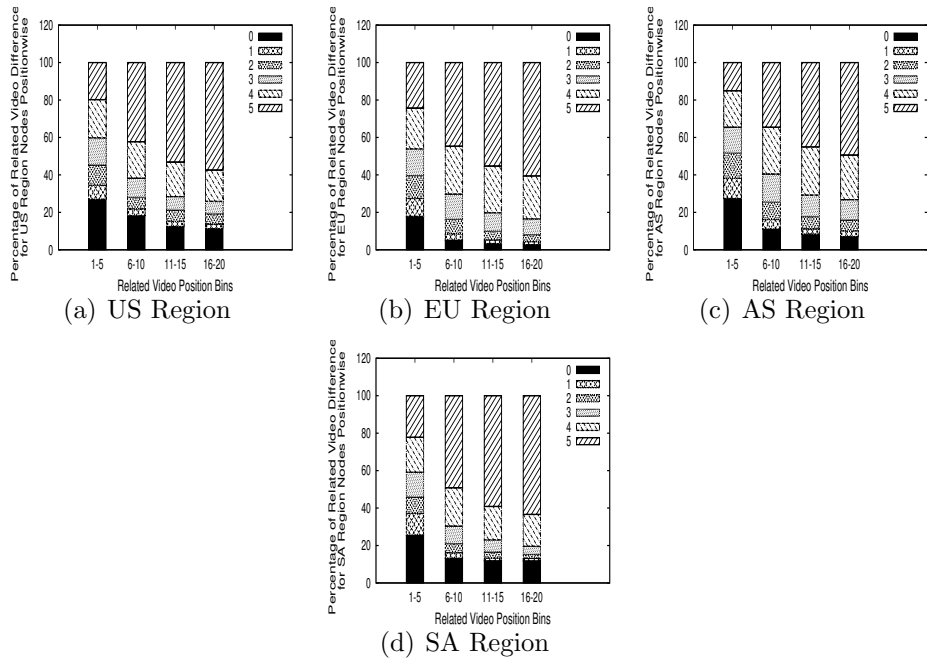 Percentage of Related Video Difference
for US Region Nodes Positionwise
120
100
80
60
40
20
0
0
1
2
3
4
5
1-5 6-10 11-15 16-20
Related Video Position Bins
(a) US Region
Percentage of Related Video Difference
for EU Region Nodes Positionwise
120
100
80
60
40
20
0
0
1
2
3
4
5
1-5 6-10 11-15 16-20
Related Video Position Bins
(b) EU Region
Percentage of Related Video Difference
for AS Region Nodes Positionwise
120
100
80
60
40
20
0
0
1
2
3
4
5
1-5 6-10 11-15 16-20
Related Video Position Bins
(c) AS Region
Percentage of Related Video Difference
for SA Region Nodes Positionwise
120
100
80
60
40
20
0
0
1
2
3
4
5
1-5 6-10 11-15 16-20
Related Video Position Bins
(d) SA Region